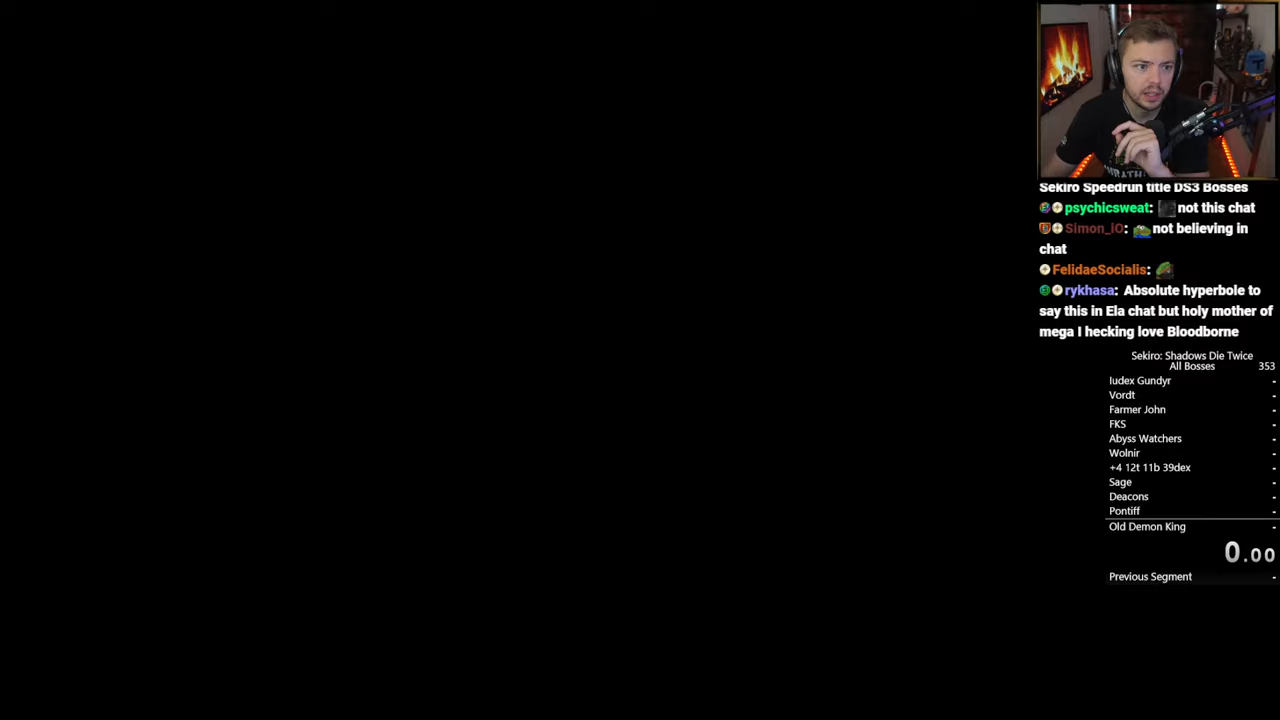 Sekiro Speedrun title DS3 Bosses
psychicsweat: not this chat
Simon_iO: not believing in
chat
FelidaeSocialis:
rykhasa: Absolute hyperbole to
say this in Ela chat but holy mother of
mega I hecking love Bloodborne
Sekiro: Shadows Die Twice
All Bosses 353
Iudex Gundyr -
Vordt -
Farmer John -
FKS -
Abyss Watchers -
Wolnir -
+4 12t 11b 39dex -
Sage -
Deacons -
Pontiff -
Old Demon King -
0.00
Previous Segment -